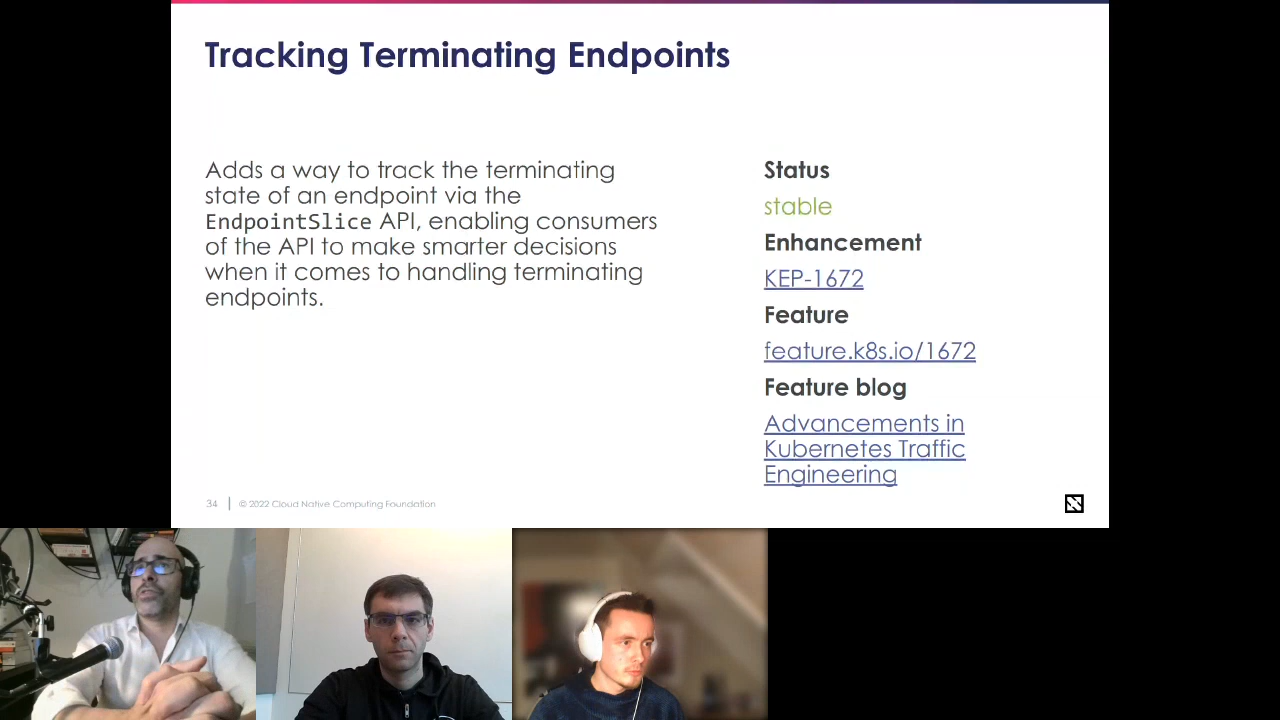 Tracking Terminating Endpoints
Adds a way to track the terminating
state of an endpoint via the
EndpointSlice API, enabling consumers
of the API to make smarter decisions
when it comes to handling terminating
endpoints.
Status
stable
Enhancement
KEP-1672
Feature
feature.k8s.io/1672
Feature blog
Advancements in
Kubernetes Traffic
Engineering
34
© 2022 Cloud Native Computing Foundation